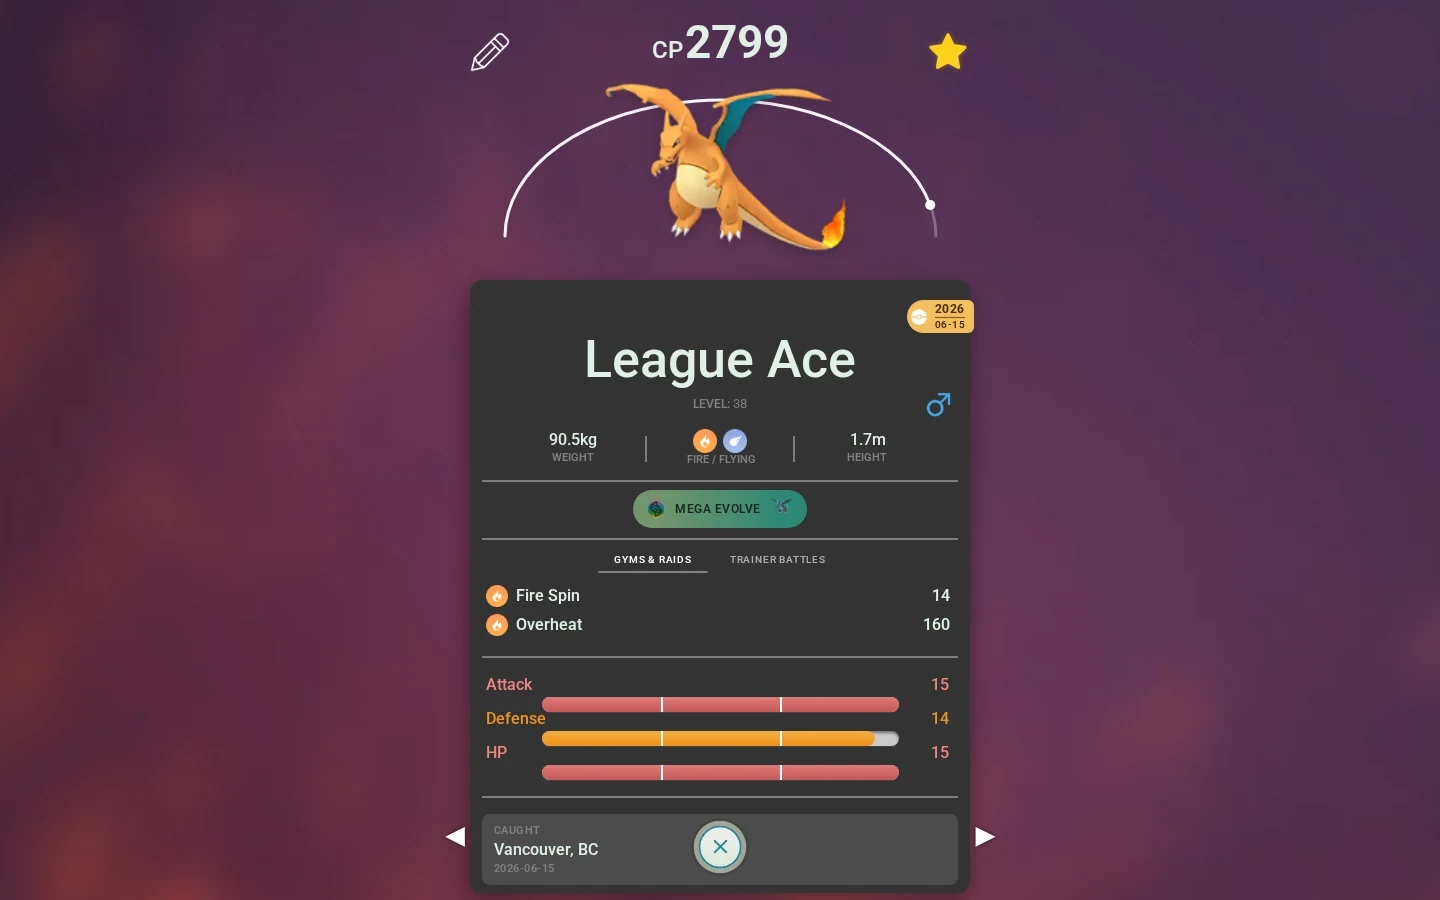 CP2799
2026
06-15
League Ace
LEVEL: 38
90.5kg
WEIGHT
FIRE / FLYING
1.7m
HEIGHT
MEGA EVOLVE
GYMS & RAIDS
TRAINER BATTLES
Fire Spin 14
Overheat 160
Attack 15
Defense 14
HP 15
CAUGHT
Vancouver, BC
2026-06-15